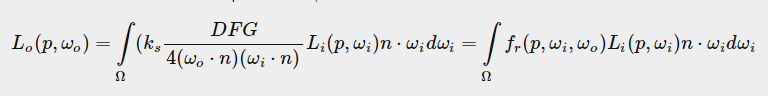 L_o(p, ω_o) = ∫_Ω (k_s DFG / 4(ω_o · n)(ω_i · n) L_i(p, ω_i)n · ω_i dω_i = ∫_Ω f_r(p, ω_i, ω_o)L_i(p, ω_i)n · ω_i dω_i